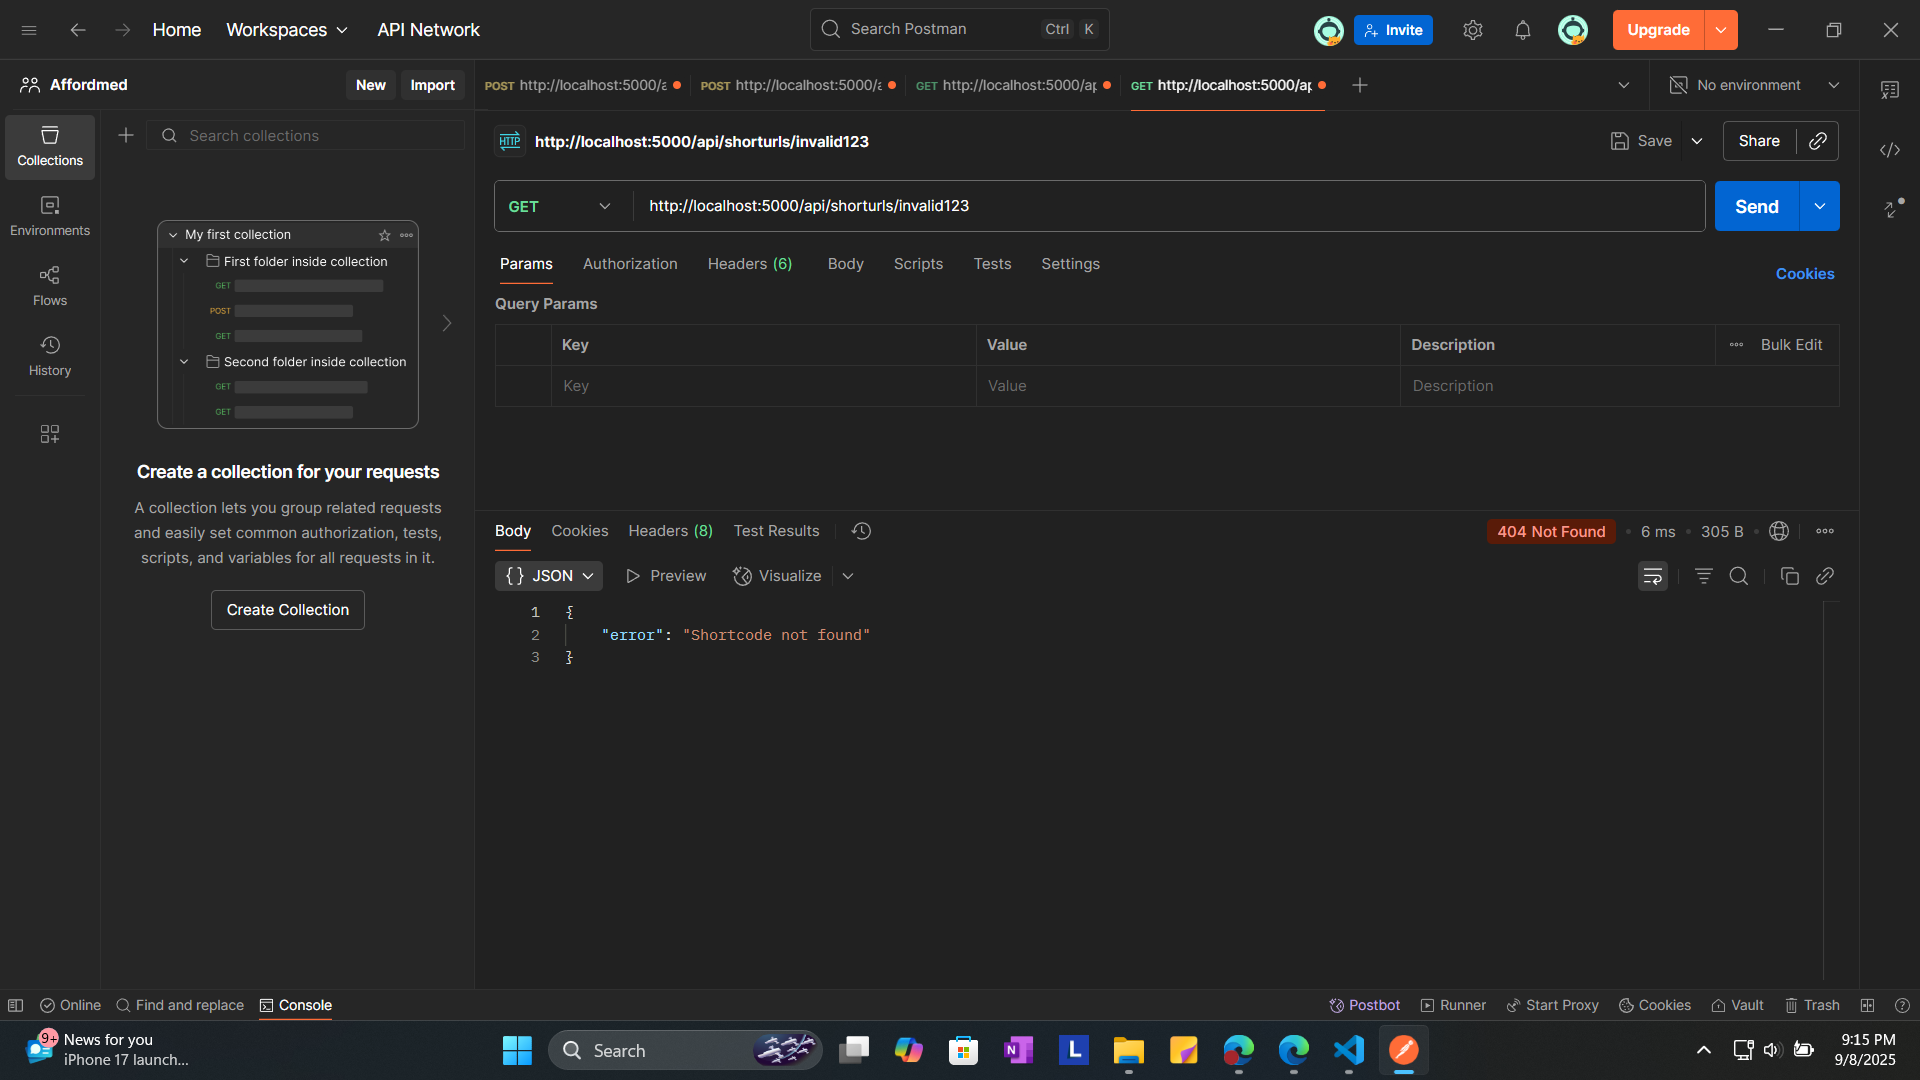 Home
Workspaces
API Network
Search Postman
Ctrl K
Invite
Upgrade
Affordmed
New
Import
POST http://localhost:5000/a
POST http://localhost:5000/a
GET http://localhost:5000/ap
GET http://localhost:5000/ap
No environment
Collections
Environments
Flows
History
Search collections
My first collection
First folder inside collection
GET
POST
GET
Second folder inside collection
GET
GET
Create a collection for your requests
A collection lets you group related requests
and easily set common authorization, tests,
scripts, and variables for all requests in it.
Create Collection
HTTP
http://localhost:5000/api/shorturls/invalid123
Save
Share
GET
http://localhost:5000/api/shorturls/invalid123
Send
Params
Authorization
Headers (6)
Body
Scripts
Tests
Settings
Cookies
Query Params
Key
Value
Description
Bulk Edit
Key
Value
Description
Body
Cookies
Headers (8)
Test Results
404 Not Found
6 ms
305 B
{} JSON
Preview
Visualize
1 {
2 "error": "Shortcode not found"
3 }
Online
Find and replace
Console
Postbot
Runner
Start Proxy
Cookies
Vault
Trash
9+
News for you
iPhone 17 launch...
Search
N
L
9:15 PM
9/8/2025